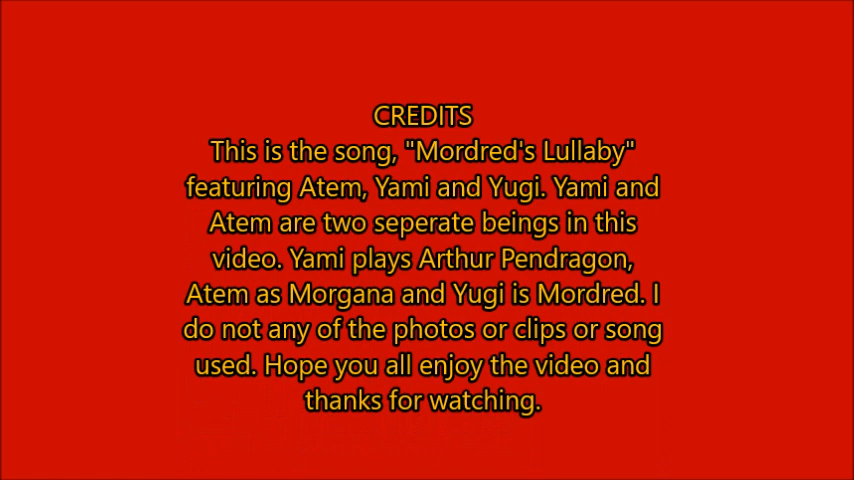 CREDITS
This is the song, "Mordred's Lullaby"
featuring Atem, Yami and Yugi. Yami and
Atem are two seperate beings in this
video. Yami plays Arthur Pendragon,
Atem as Morgana and Yugi is Mordred. I
do not any of the photos or clips or song
used. Hope you all enjoy the video and
thanks for watching.